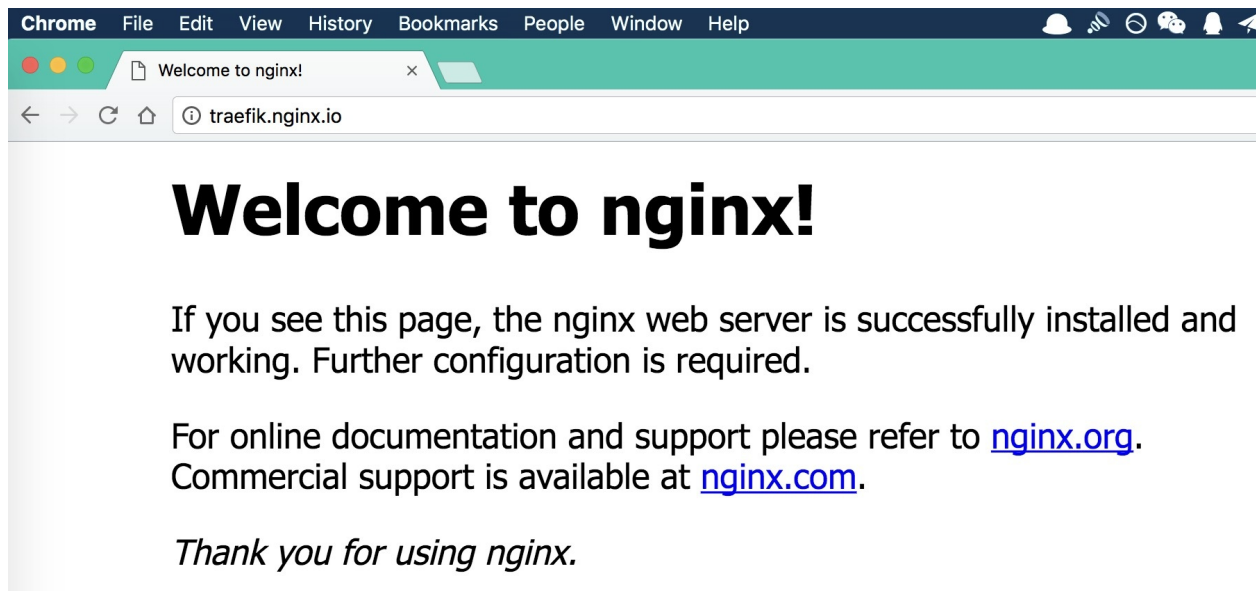 Chrome File Edit View History Bookmarks People Window Help
Welcome to nginx!
traefik.nginx.io
Welcome to nginx!
If you see this page, the nginx web server is successfully installed and
working. Further configuration is required.
For online documentation and support please refer to nginx.org.
Commercial support is available at nginx.com.
Thank you for using nginx.